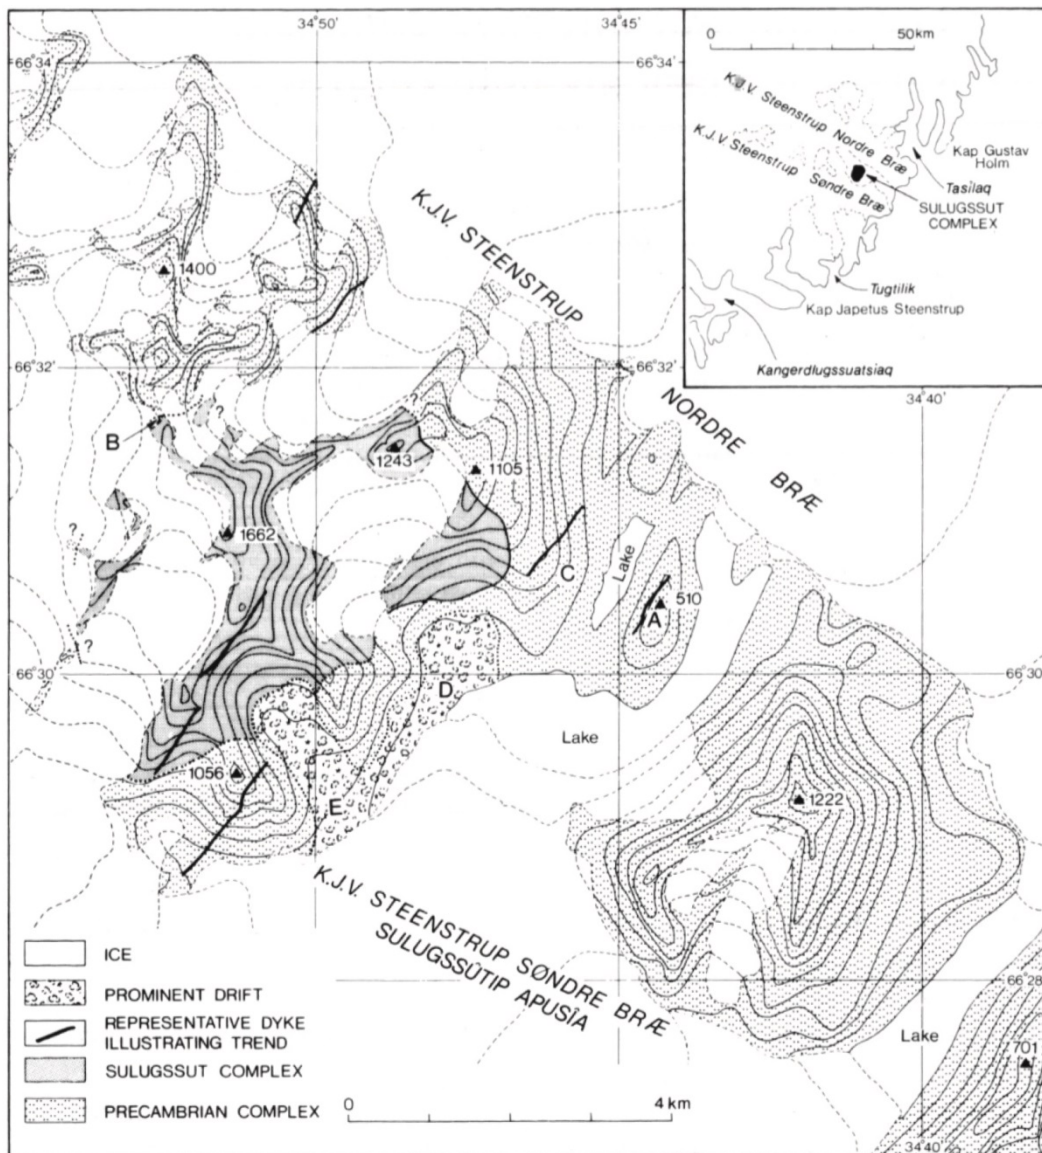 34°50'
34°45'
66°34'
66°34'
0
50km
K.J.V. Steenstrup Nordre Bræ
K.J.V. Steenstrup Søndre Bræ
Kap Gustav
Holm
Tasîlaq
SULUGSSUT
COMPLEX
Tugtilik
Kap Japetus Steenstrup
Kangerdlugssuatsiaq
K.J.V. STEENSTRUP
NORDRE BRÆ
1400
66°32'
66°32'
34°40'
?
B
?
1243
1105
?
?
1662
C
Lake
510
A
?
66°30'
66°30'
D
Lake
1056
E
1222
K.J.V. STEENSTRUP SØNDRE BRÆ
SULUGSSÛTIP APUSÎA
66°28'
Lake
701
34°40'
ICE
PROMINENT DRIFT
REPRESENTATIVE DYKE
ILLUSTRATING TREND
SULUGSSUT COMPLEX
PRECAMBRIAN COMPLEX
0
4 km